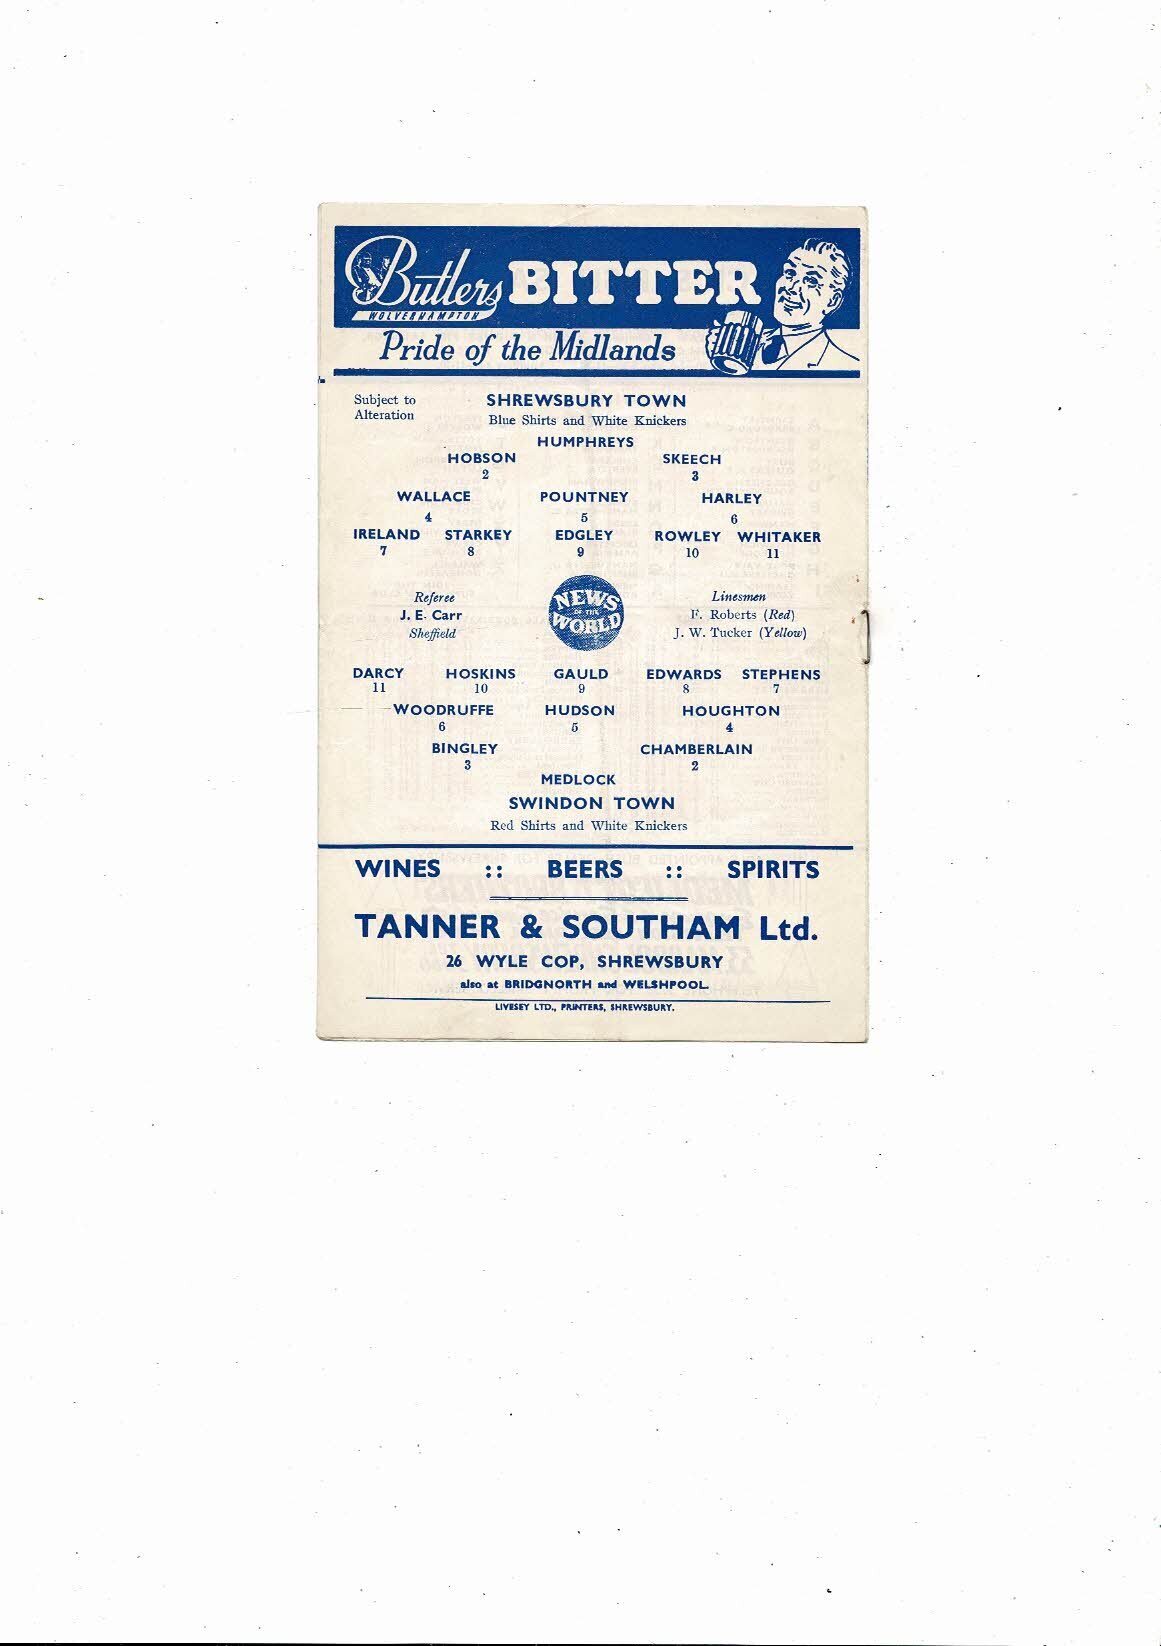 Butlers BITTER
WOLVERHAMPTON
Pride of the Midlands
Subject to
Alteration
SHREWSBURY TOWN
Blue Shirts and White Knickers
HUMPHREYS
HOBSON SKEECH
2 3
WALLACE POUNTNEY HARLEY
4 5 6
IRELAND STARKEY EDGLEY ROWLEY WHITAKER
7 8 9 10 11
Referee
J. E. Carr
Sheffield
NEWS
OF THE
WORLD
Linesmen
F. Roberts (Red)
J. W. Tucker (Yellow)
DARCY HOSKINS GAULD EDWARDS STEPHENS
11 10 9 8 7
WOODRUFFE HUDSON HOUGHTON
6 5 4
BINGLEY CHAMBERLAIN
3 2
MEDLOCK
SWINDON TOWN
Red Shirts and White Knickers
WINES :: BEERS :: SPIRITS
TANNER & SOUTHAM Ltd.
26 WYLE COP, SHREWSBURY
also at BRIDGNORTH and WELSHPOOL
LIVESEY LTD., PRINTERS, SHREWSBURY.